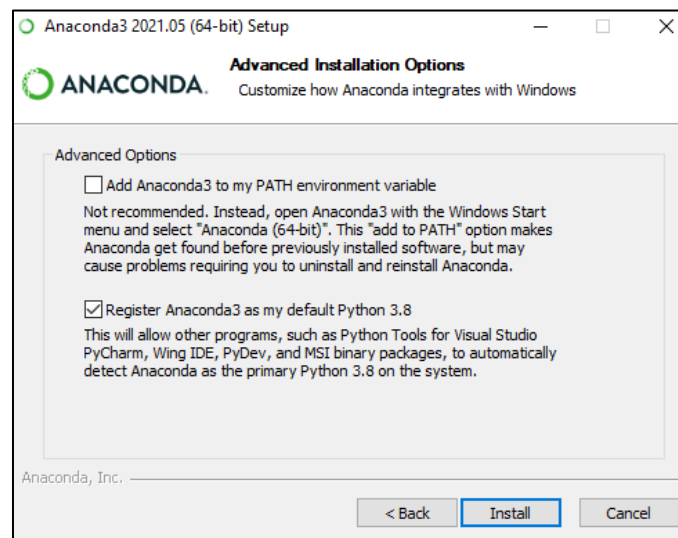 Anaconda3 2021.05 (64-bit) Setup
Advanced Installation Options
ANACONDA.
Customize how Anaconda integrates with Windows
Advanced Options
Add Anaconda3 to my PATH environment variable
Not recommended. Instead, open Anaconda3 with the Windows Start
menu and select "Anaconda (64-bit)". This "add to PATH" option makes
Anaconda get found before previously installed software, but may
cause problems requiring you to uninstall and reinstall Anaconda.
Register Anaconda3 as my default Python 3.8
This will allow other programs, such as Python Tools for Visual Studio
PyCharm, Wing IDE, PyDev, and MSI binary packages, to automatically
detect Anaconda as the primary Python 3.8 on the system.
Anaconda, Inc.
< Back
Install
Cancel